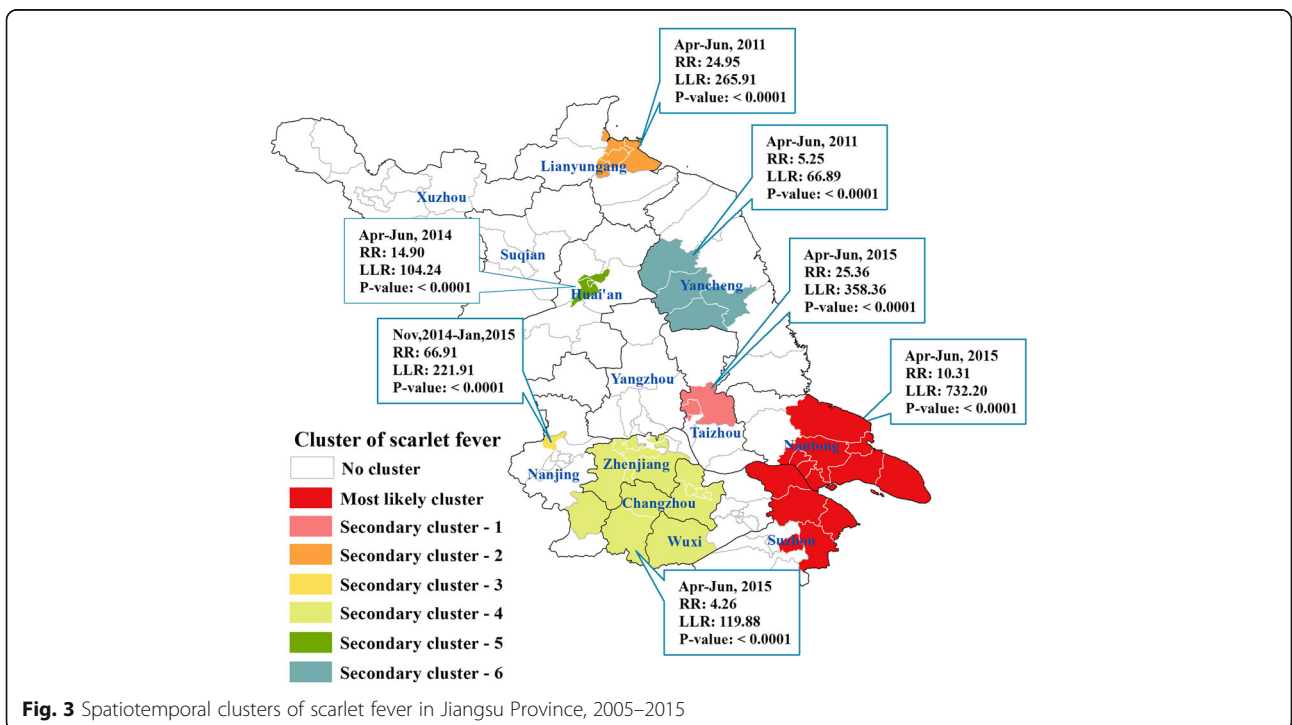 Apr-Jun, 2011
RR: 24.95
LLR: 265.91
P-value: < 0.0001
Apr-Jun, 2011
RR: 5.25
LLR: 66.89
P-value: < 0.0001
Lianyungang
Xuzhou
Apr-Jun, 2014
RR: 14.90
LLR: 104.24
P-value: < 0.0001
Suqian
Huai'an
Yancheng
Apr-Jun, 2015
RR: 25.36
LLR: 358.36
P-value: < 0.0001
Nov,2014-Jan,2015
RR: 66.91
LLR: 221.91
P-value: < 0.0001
Apr-Jun, 2015
RR: 10.31
LLR: 732.20
P-value: < 0.0001
Yangzhou
Taizhou
Nantong
Nanjing
Zhenjiang
Changzhou
Wuxi
Suzhou
Apr-Jun, 2015
RR: 4.26
LLR: 119.88
P-value: < 0.0001
Cluster of scarlet fever
No cluster
Most likely cluster
Secondary cluster - 1
Secondary cluster - 2
Secondary cluster - 3
Secondary cluster - 4
Secondary cluster - 5
Secondary cluster - 6
Fig. 3 Spatiotemporal clusters of scarlet fever in Jiangsu Province, 2005–2015